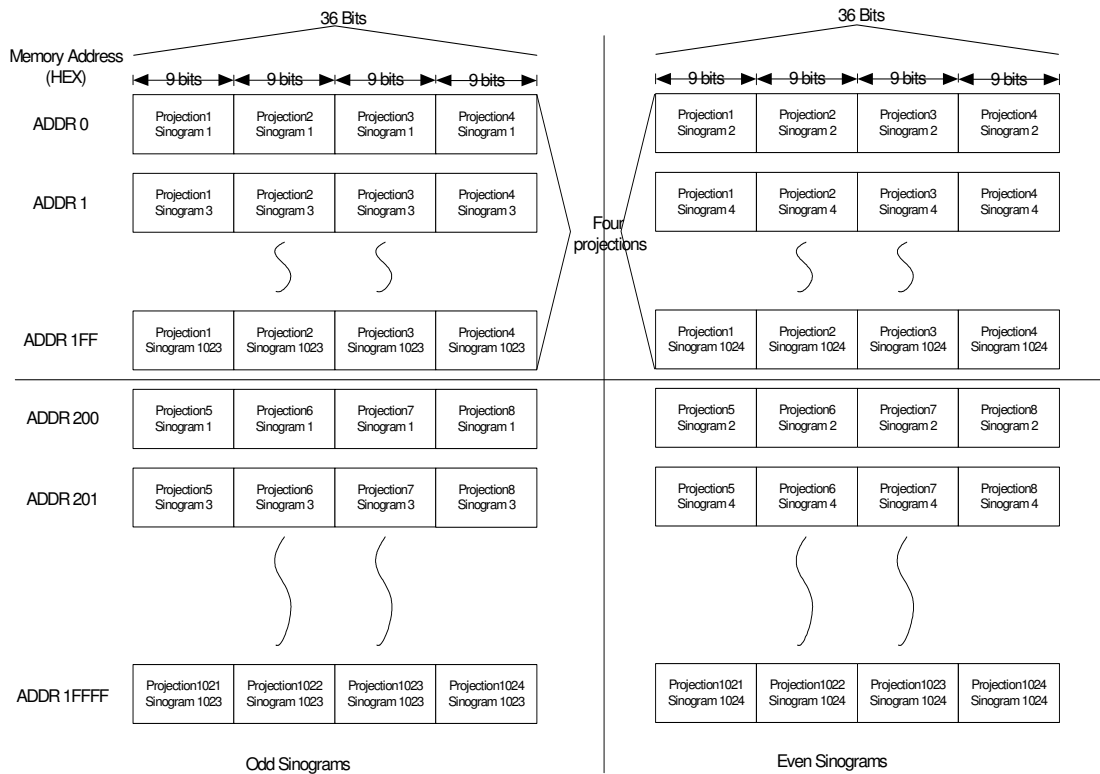 36 Bits
36 Bits
Memory Address
(HEX)
9 bits 9 bits 9 bits 9 bits
9 bits 9 bits 9 bits 9 bits
ADDR 0
Projection1
Sinogram 1
Projection2
Sinogram 1
Projection3
Sinogram 1
Projection4
Sinogram 1
Projection1
Sinogram 2
Projection2
Sinogram 2
Projection3
Sinogram 2
Projection4
Sinogram 2
ADDR 1
Projection1
Sinogram 3
Projection2
Sinogram 3
Projection3
Sinogram 3
Projection4
Sinogram 3
Projection1
Sinogram 4
Projection2
Sinogram 4
Projection3
Sinogram 4
Projection4
Sinogram 4
Four
projections
ADDR 1FF
Projection1
Sinogram 1023
Projection2
Sinogram 1023
Projection3
Sinogram 1023
Projection4
Sinogram 1023
Projection1
Sinogram 1024
Projection2
Sinogram 1024
Projection3
Sinogram 1024
Projection4
Sinogram 1024
ADDR 200
Projection5
Sinogram 1
Projection6
Sinogram 1
Projection7
Sinogram 1
Projection8
Sinogram 1
Projection5
Sinogram 2
Projection6
Sinogram 2
Projection7
Sinogram 2
Projection8
Sinogram 2
ADDR 201
Projection5
Sinogram 3
Projection6
Sinogram 3
Projection7
Sinogram 3
Projection8
Sinogram 3
Projection5
Sinogram 4
Projection6
Sinogram 4
Projection7
Sinogram 4
Projection8
Sinogram 4
ADDR 1FFFF
Projection1021
Sinogram 1023
Projection1022
Sinogram 1023
Projection1023
Sinogram 1023
Projection1024
Sinogram 1023
Projection1021
Sinogram 1024
Projection1022
Sinogram 1024
Projection1023
Sinogram 1024
Projection1024
Sinogram 1024
Odd Sinograms
Even Sinograms